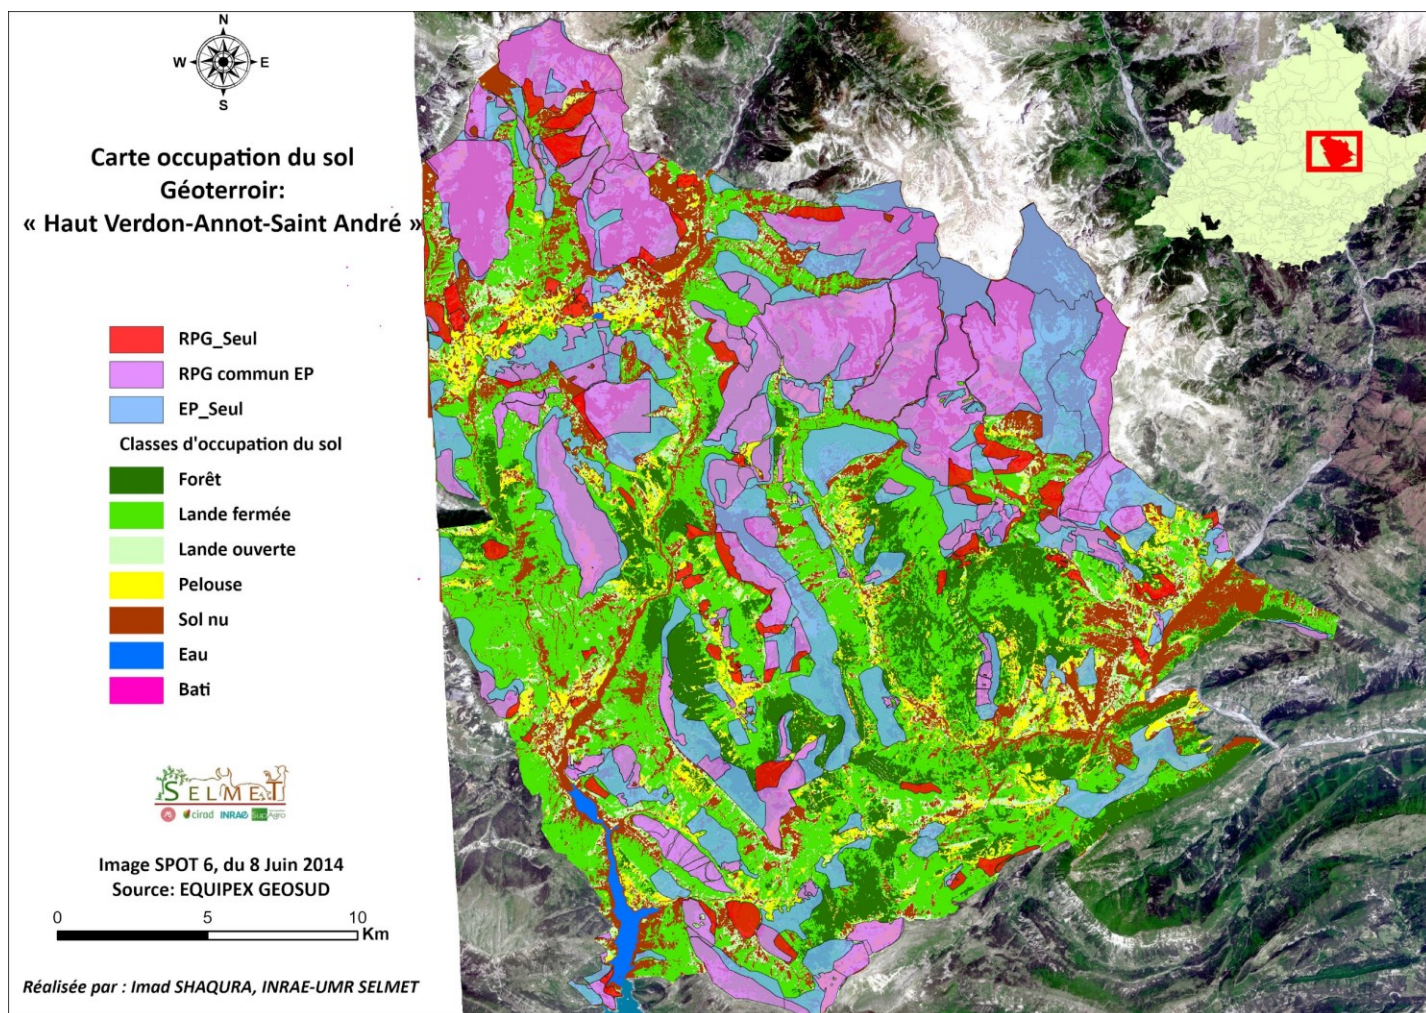 N
W
E
S
Carte occupation du sol
Géoterroir:
« Haut Verdon-Annot-Saint André »
RPG_Seul
RPG commun EP
EP_Seul
Classes d'occupation du sol
Forêt
Lande fermée
Lande ouverte
Pelouse
Sol nu
Eau
Bati
SELMET
cirad INRAE SupAgro
Image SPOT 6, du 8 Juin 2014
Source: EQUIPEX GEOSUD
0 5 10
Km
Réalisée par : Imad SHAQURA, INRAE-UMR SELMET